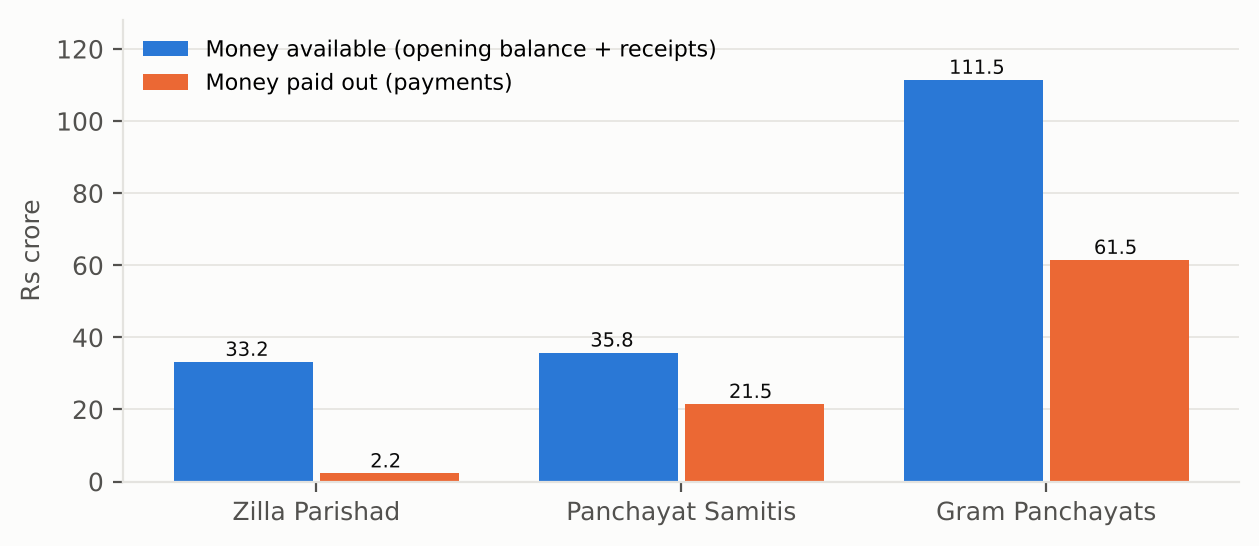 Money available (opening balance + receipts)
Money paid out (payments)
Rs crore
120
100
80
60
40
20
0
33.2
2.2
35.8
21.5
111.5
61.5
Zilla Parishad
Panchayat Samitis
Gram Panchayats